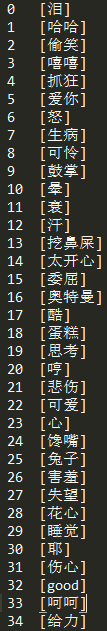 0 [泪]
1 [哈哈]
2 [偷笑]
3 [嘻嘻]
4 [抓狂]
5 [爱你]
6 [怒]
7 [生病]
8 [可怜]
9 [鼓掌]
10 [晕]
11 [衰]
12 [汗]
13 [挖鼻屎]
14 [太开心]
15 [委屈]
16 [奥特曼]
17 [酷]
18 [蛋糕]
19 [思考]
20 [哼]
21 [悲伤]
22 [可爱]
23 [心]
24 [馋嘴]
25 [兔子]
26 [害羞]
27 [失望]
28 [花心]
29 [睡觉]
30 [耶]
31 [伤心]
32 [good]
33 [呵呵]
34 [给力]